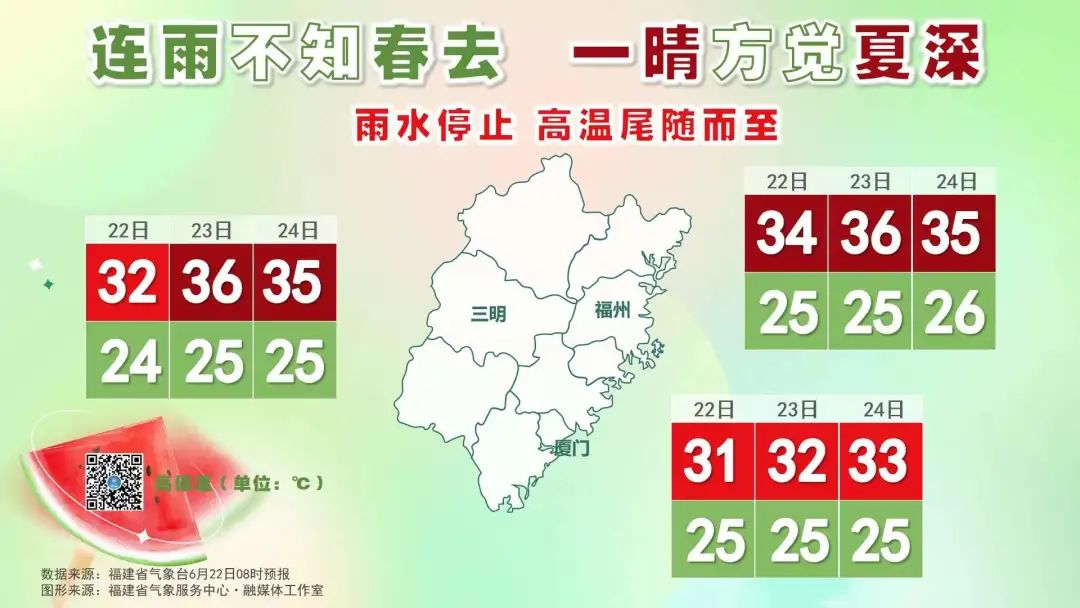 连雨不知春去 一晴方觉夏深
雨水停止 高温尾随而至
22日 23日 24日
32 36 35
24 25 25
22日 23日 24日
34 36 35
25 25 26
三明
福州
厦门
22日 23日 24日
31 32 33
25 25 25
高低温（单位：℃）
数据来源：福建省气象台6月22日08时预报
图形来源：福建省气象服务中心·融媒体工作室